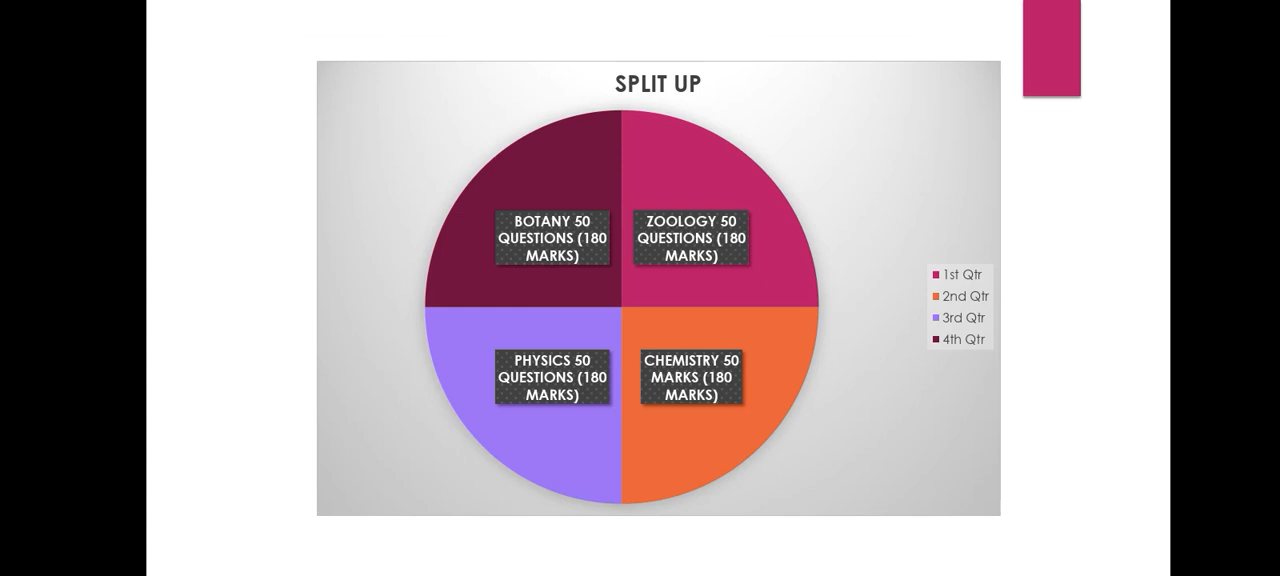 SPLIT UP
BOTANY 50
QUESTIONS (180
MARKS)
ZOOLOGY 50
QUESTIONS (180
MARKS)
PHYSICS 50
QUESTIONS (180
MARKS)
CHEMISTRY 50
MARKS (180
MARKS)
1st Qtr
2nd Qtr
3rd Qtr
4th Qtr